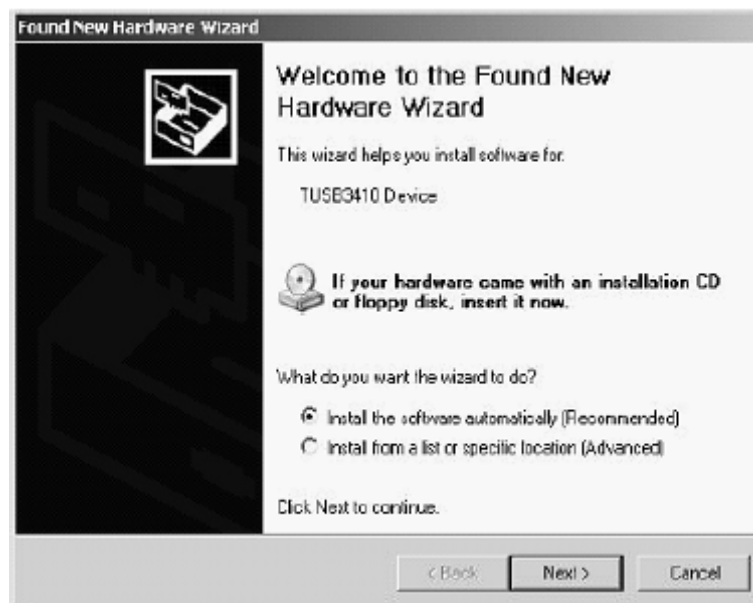 Found New Hardware Wizard
Welcome to the Found New
Hardware Wizard
This wizard helps you install software for:
TUSB3410 Device
If your hardware came with an installation CD
or floppy disk, insert it now.
What do you want the wizard to do?
Install the software automatically (Recommended)
Install from a list or specific location (Advanced)
Click Next to continue.
< Back
Next >
Cancel